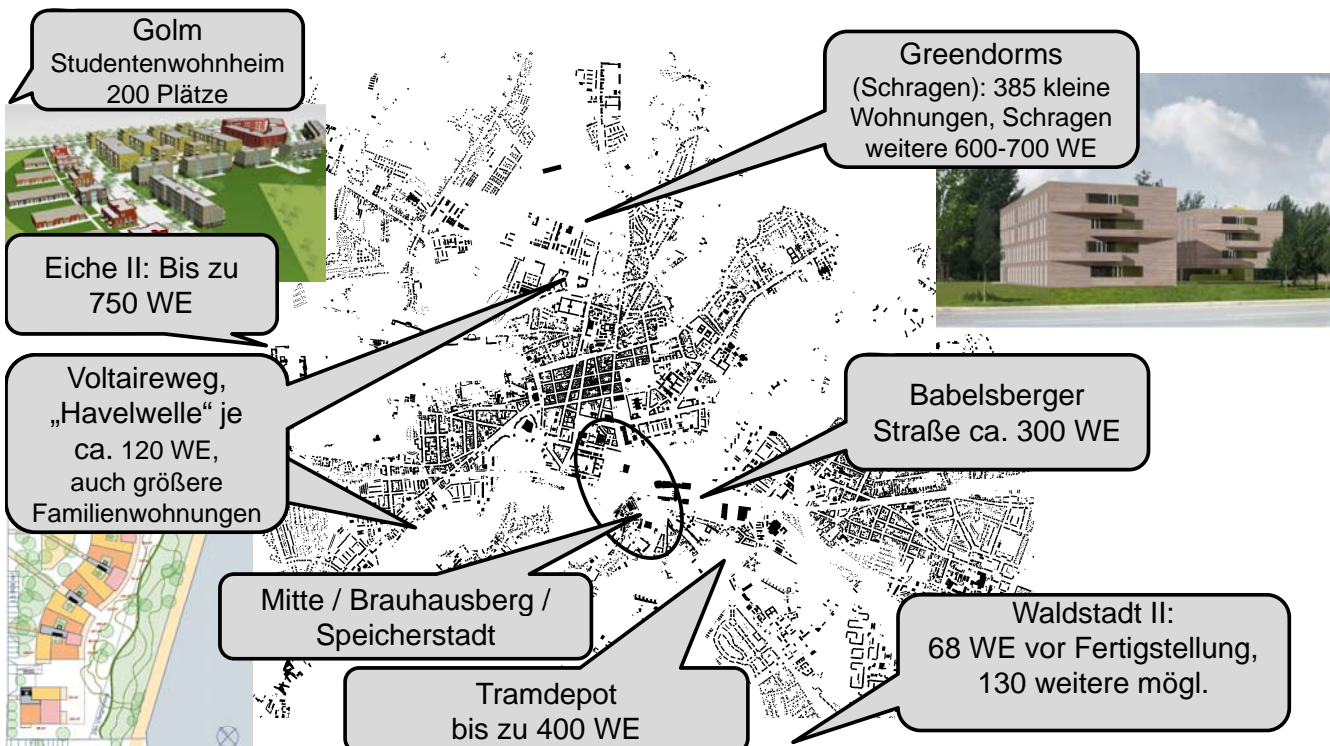 Golm
Studentenwohnheim
200 Plätze
Greendorms
(Schragen): 385 kleine
Wohnungen, Schragen
weitere 600-700 WE
Eiche II: Bis zu
750 WE
Voltaireweg,
„Havelwelle“ je
ca. 120 WE,
auch größere
Familienwohnungen
Babelsberger
Straße ca. 300 WE
Mitte / Brauhausberg /
Speicherstadt
Waldstadt II:
68 WE vor Fertigstellung,
130 weitere mögl.
Tramdepot
bis zu 400 WE